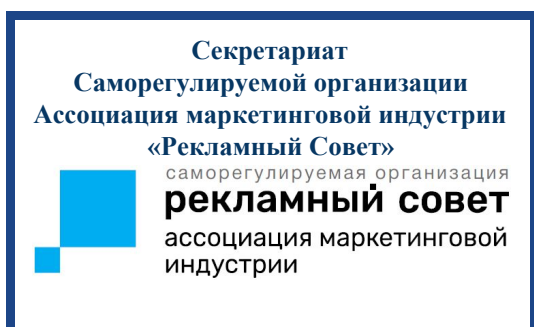 Секретариат
Саморегулируемой организации
Ассоциация маркетинговой индустрии
«Рекламный Совет»
саморегулируемая организация
рекламный совет
ассоциация маркетинговой
индустрии